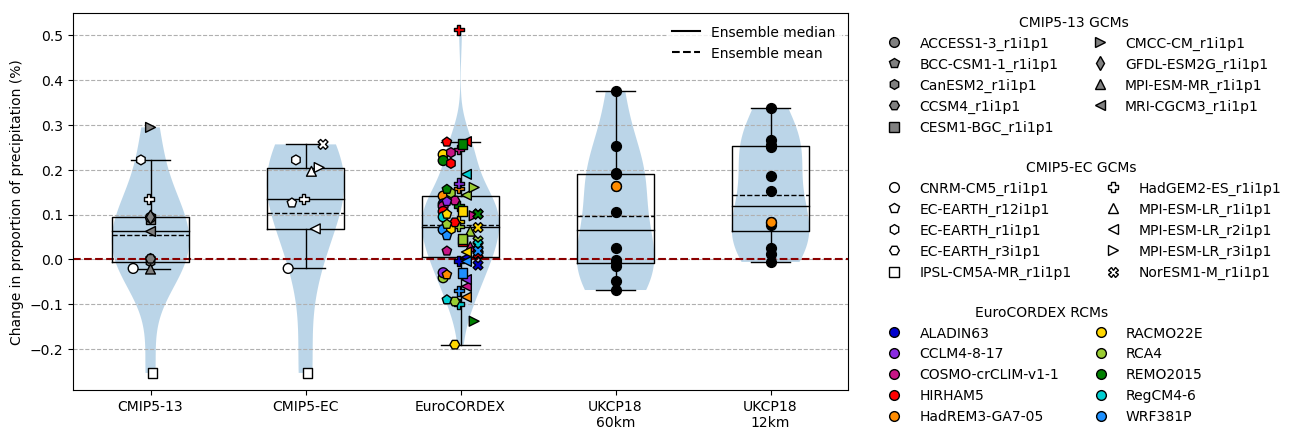 Change in proportion of precipitation (%)
0.5
0.4
0.3
0.2
0.1
0.0
−0.1
−0.2
Ensemble median
Ensemble mean
CMIP5-13
CMIP5-EC
EuroCORDEX
UKCP18
60km
UKCP18
12km
CMIP5-13 GCMs
ACCESS1-3_r1i1p1
BCC-CSM1-1_r1i1p1
CanESM2_r1i1p1
CCSM4_r1i1p1
CESM1-BGC_r1i1p1
CMCC-CM_r1i1p1
GFDL-ESM2G_r1i1p1
MPI-ESM-MR_r1i1p1
MRI-CGCM3_r1i1p1
CMIP5-EC GCMs
CNRM-CM5_r1i1p1
EC-EARTH_r12i1p1
EC-EARTH_r1i1p1
EC-EARTH_r3i1p1
IPSL-CM5A-MR_r1i1p1
HadGEM2-ES_r1i1p1
MPI-ESM-LR_r1i1p1
MPI-ESM-LR_r2i1p1
MPI-ESM-LR_r3i1p1
NorESM1-M_r1i1p1
EuroCORDEX RCMs
ALADIN63
CCLM4-8-17
COSMO-crCLIM-v1-1
HIRHAM5
HadREM3-GA7-05
RACMO22E
RCA4
REMO2015
RegCM4-6
WRF381P